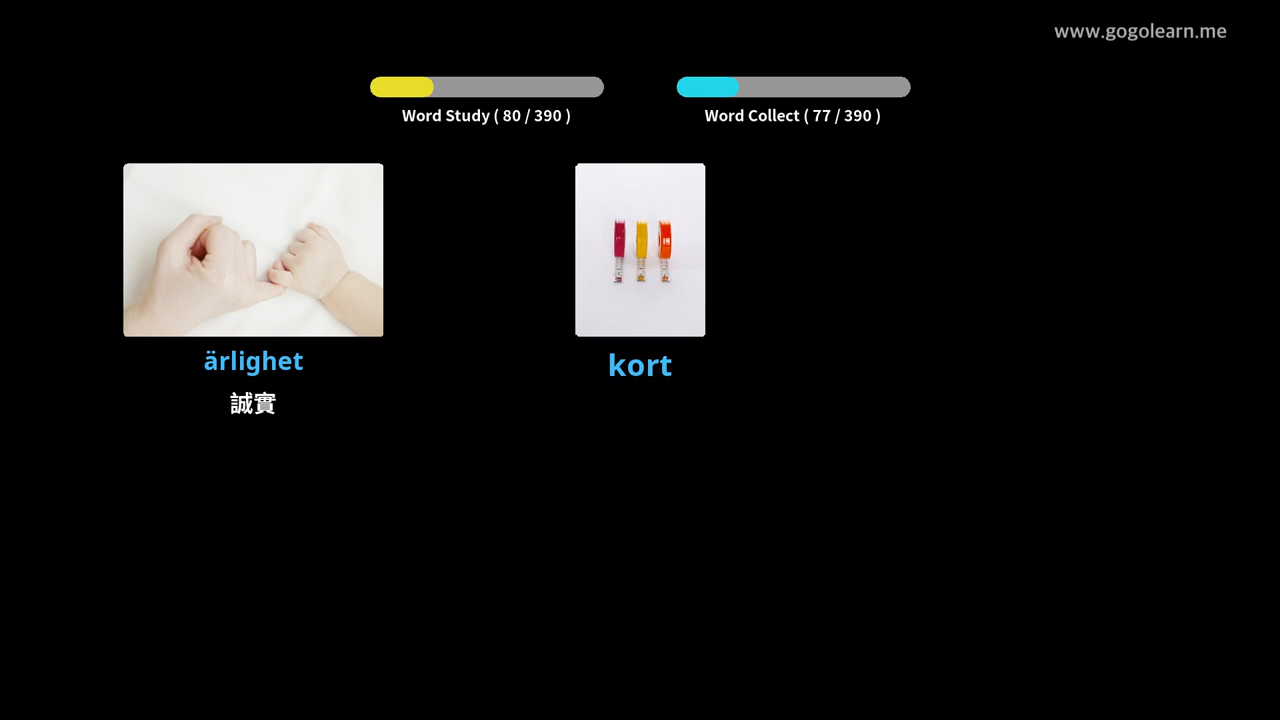 www.gogolearn.me
Word Study ( 80 / 390 )
Word Collect ( 77 / 390 )
ärlighet
誠實
kort